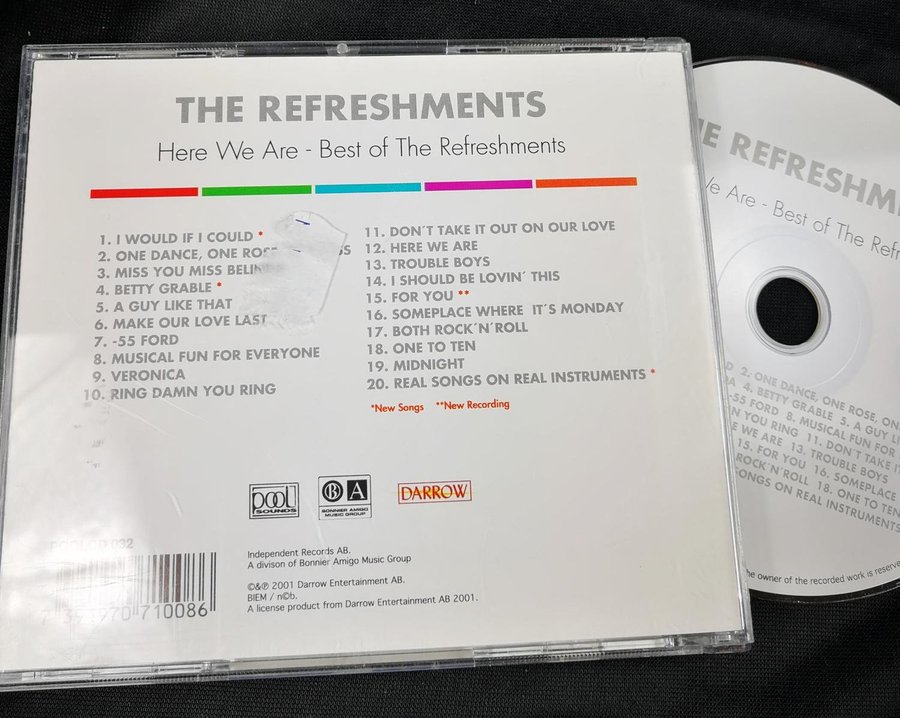 THE REFRESHMENTS
Here We Are - Best of The Refreshments
1. I WOULD IF I COULD *
2. ONE DANCE, ONE ROSE
3. MISS YOU MISS
4. BETTY GRABLE *
5. A GUY LIKE THAT
6. MAKE OUR LOVE LAST
7. -55 FORD
8. MUSICAL FUN FOR EVERYONE
9. VERONICA
10. RING DAMN YOU RING
11. DON´T TAKE IT OUT ON OUR LOVE
12. HERE WE ARE
13. TROUBLE BOYS
14. I SHOULD BE LOVIN´ THIS
15. FOR YOU **
16. SOMEPLACE WHERE IT´S MONDAY
17. BOTH ROCK´N´ROLL
18. ONE TO TEN
19. MIDNIGHT
20. REAL SONGS ON REAL INSTRUMENTS *
*New Songs **New Recording
pool SOUNDS
B A
BONNIER AMIGO MUSIC GROUP
DARROW
Independent Records AB.
A divison of Bonnier Amigo Music Group
©&℗ 2001 Darrow Entertainment AB.
BIEM / n©b.
A license product from Darrow Entertainment AB 2001.
032
710086
E REFRESHM
e Are - Best of The Refr
2. ONE DANCE, ONE ROSE, ON
4. BETTY GRABLE 5. A GUY LI
-55 FORD 8. MUSICAL FUN FOR
N YOU RING 11. DON´T TAKE IT
E WE ARE 13. TROUBLE BOYS
15. FOR YOU 16. SOMEPLACE
ROCK´N´ROLL 18. ONE TO TEN
ONGS ON REAL INSTRUMENTS
the owner of the recorded work is reserve